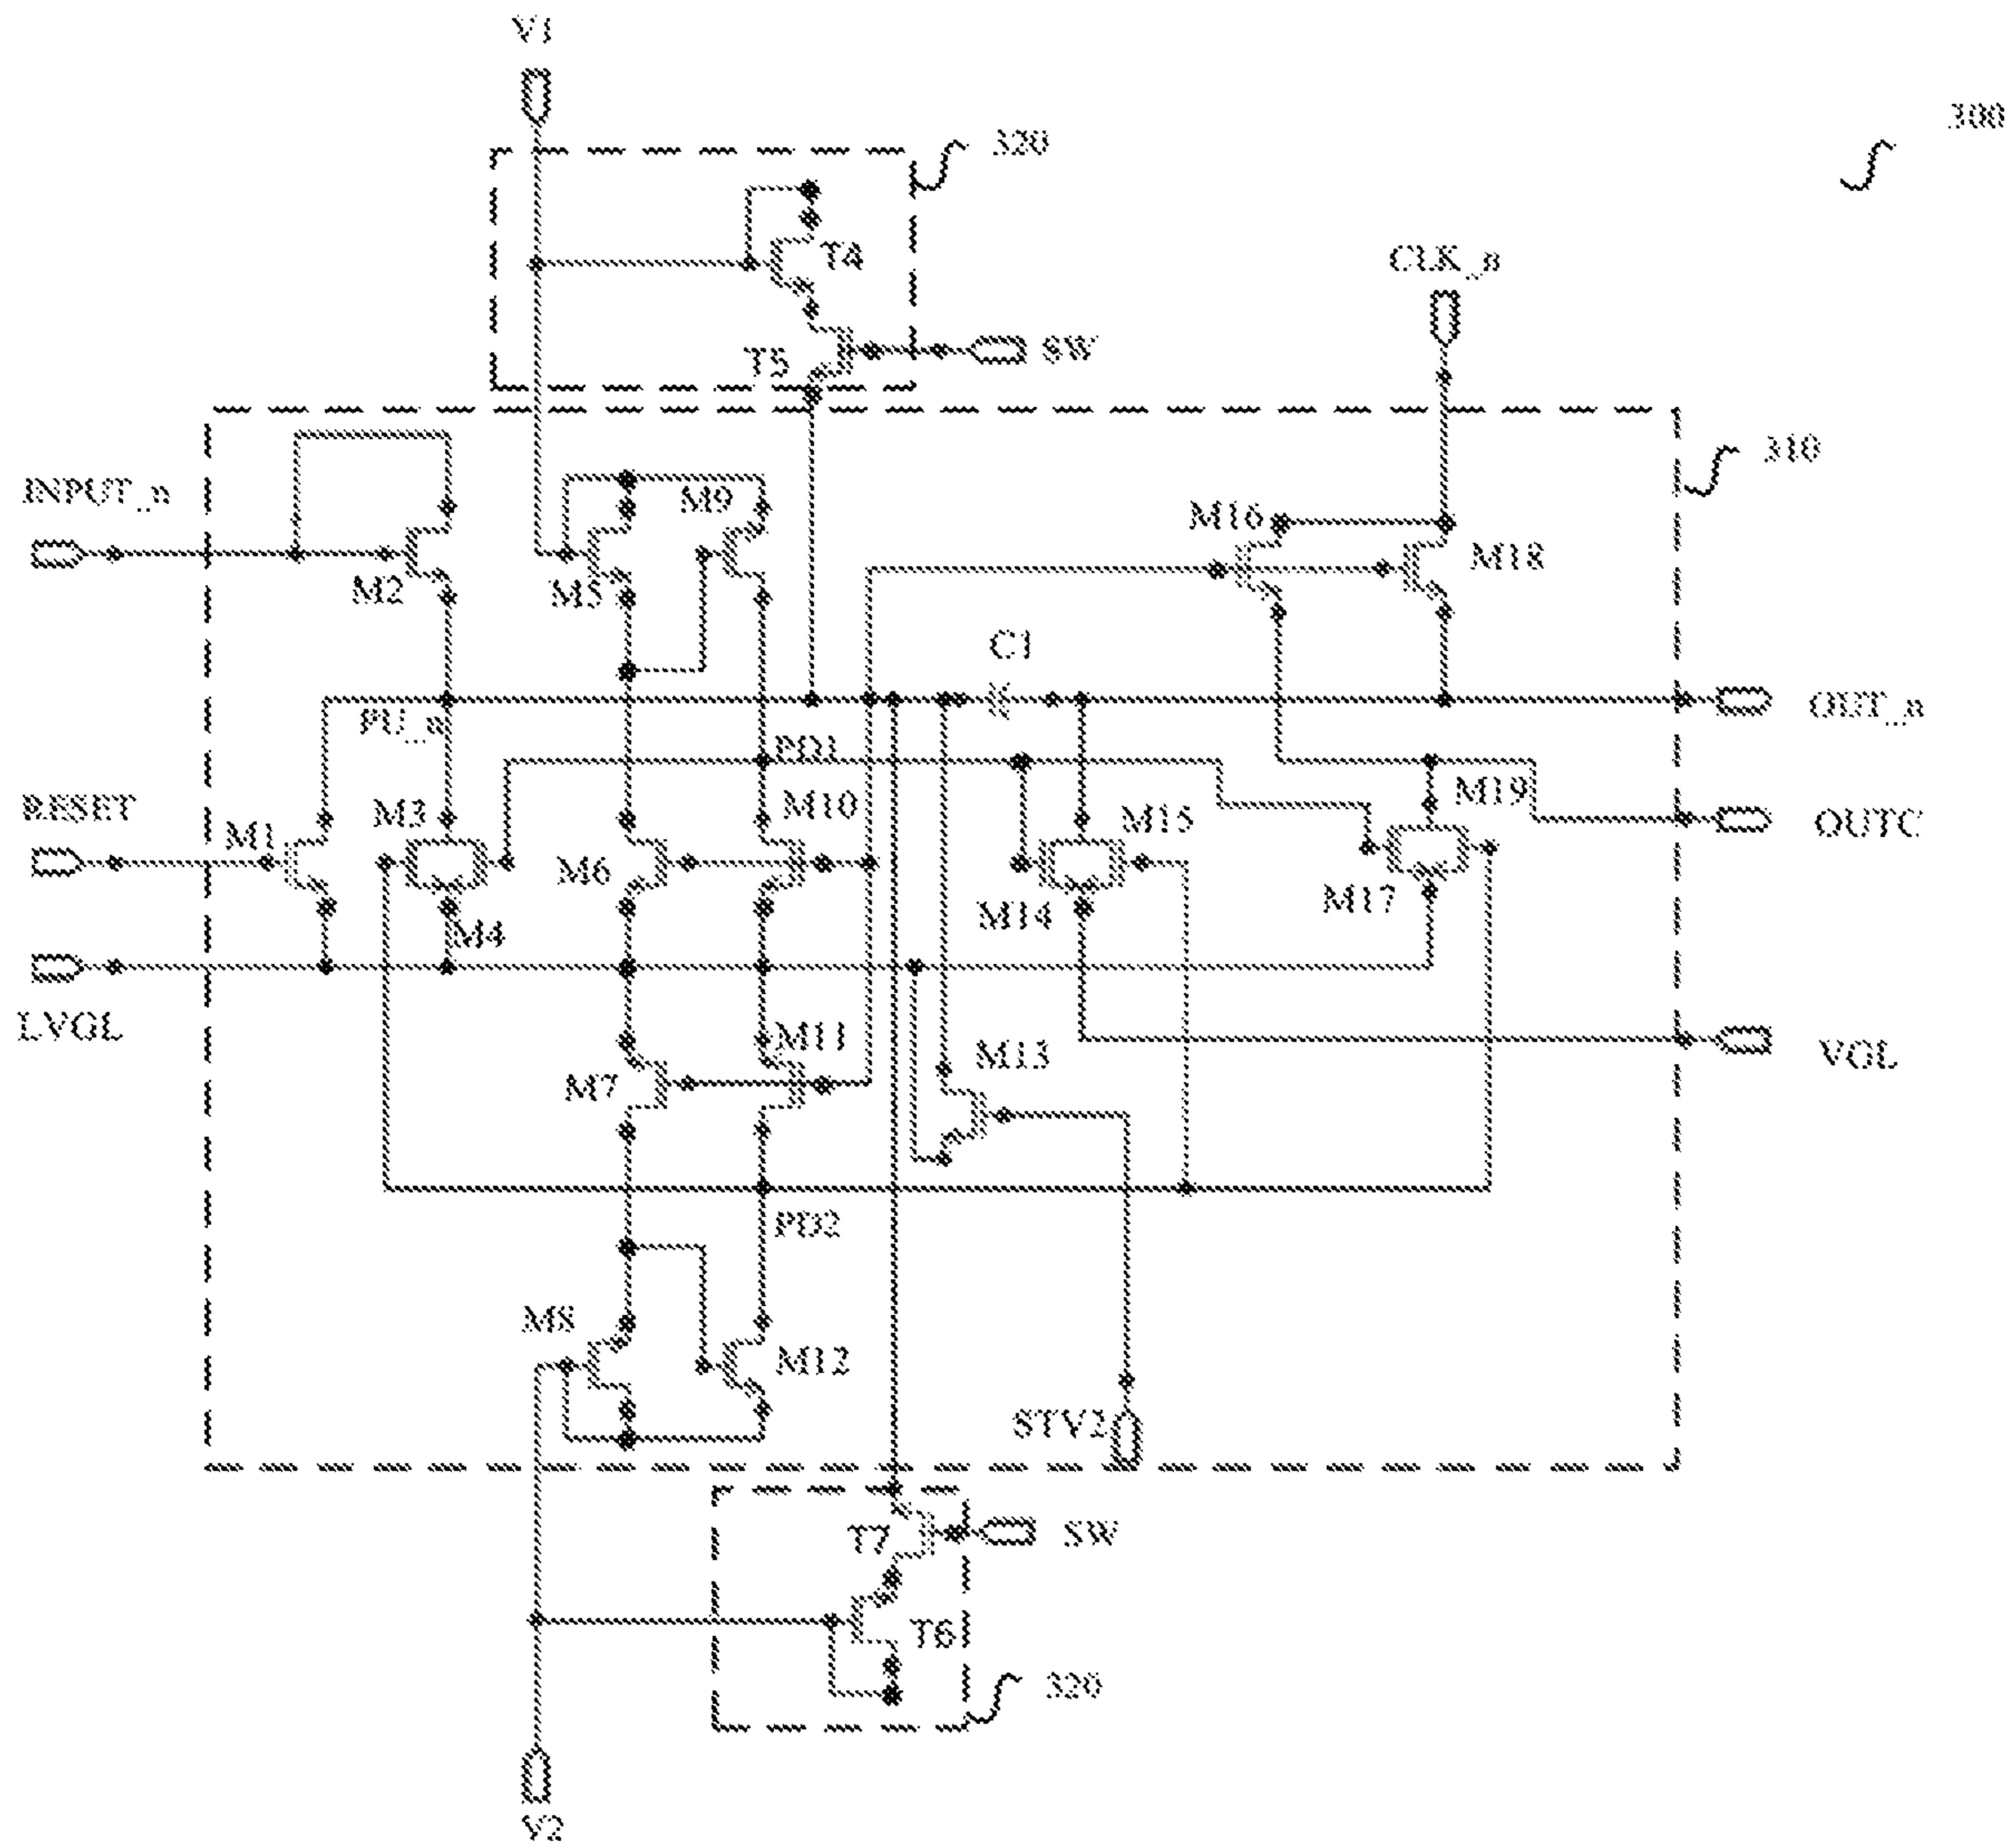 V1
300
320
T4
CLK_n
T5
SW
310
INPUT_n
M9
M16
M18
M2
M5
C1
PU_n
OUT_n
PD1
RESET
M3
M10
M15
M19
M1
OUTC
M6
M14
M17
M4
LVGL
M11
M13
VGL
M7
PD2
M8
M12
STV2
T7
SW
T6
320
V2